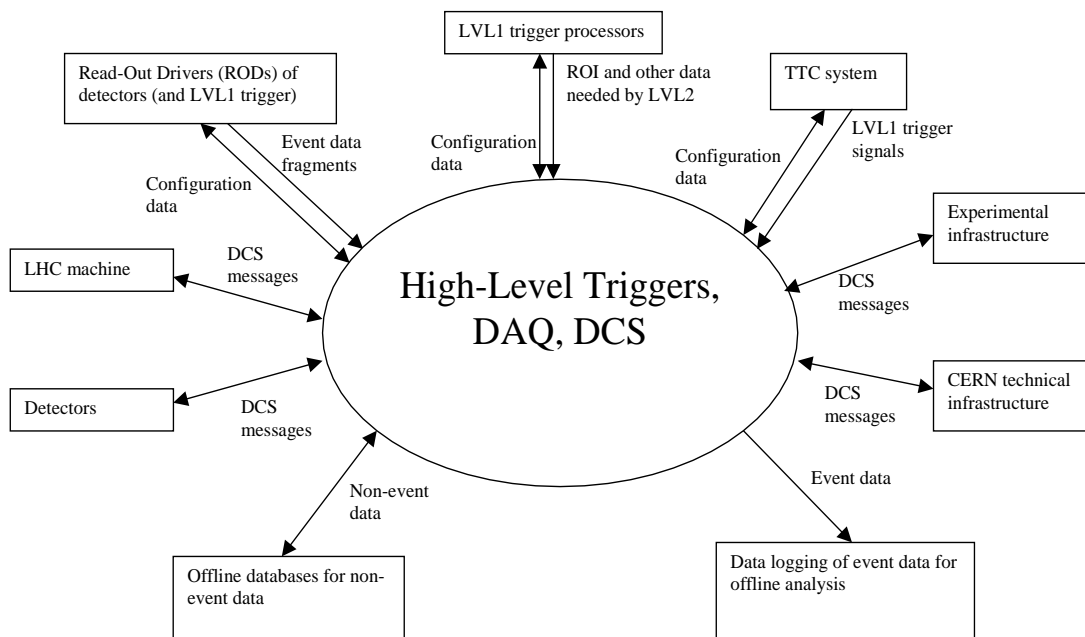 LVL1 trigger processors
Read-Out Drivers (RODs) of
detectors (and LVL1 trigger)
TTC system
ROI and other data
needed by LVL2
Event data
fragments
Configuration
data
Configuration
data
LVL1 trigger
signals
Configuration
data
LHC machine
DCS
messages
Experimental
infrastructure
DCS
messages
High-Level Triggers,
DAQ, DCS
Detectors
DCS
messages
CERN technical
infrastructure
DCS
messages
Non-event
data
Event data
Offline databases for non-
event data
Data logging of event data for
offline analysis